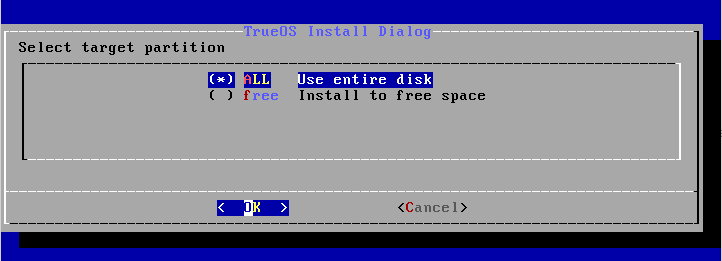 TrueOS Install Dialog
Select target partition
(*) ALL Use entire disk
( ) free Install to free space
< OK > <Cancel>